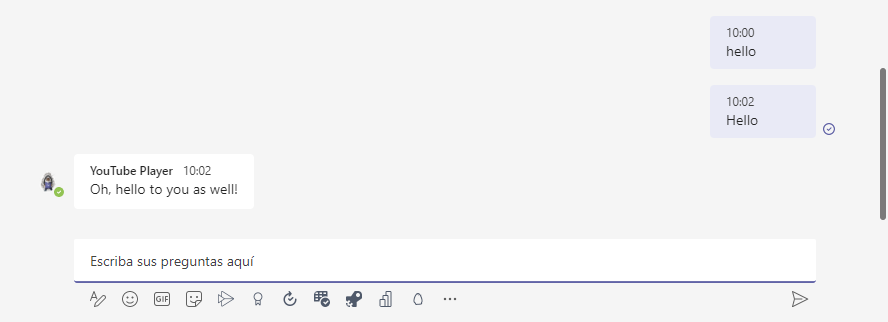 10:00
hello
10:02
Hello
YouTube Player 10:02
Oh, hello to you as well!
Escriba sus preguntas aquí
GIF